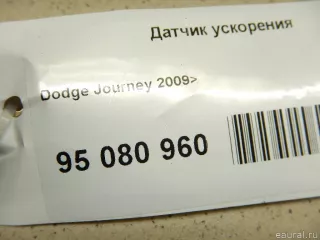 Датчик ускорения
Dodge Journey 2009>
95 080 960
eaural.ru